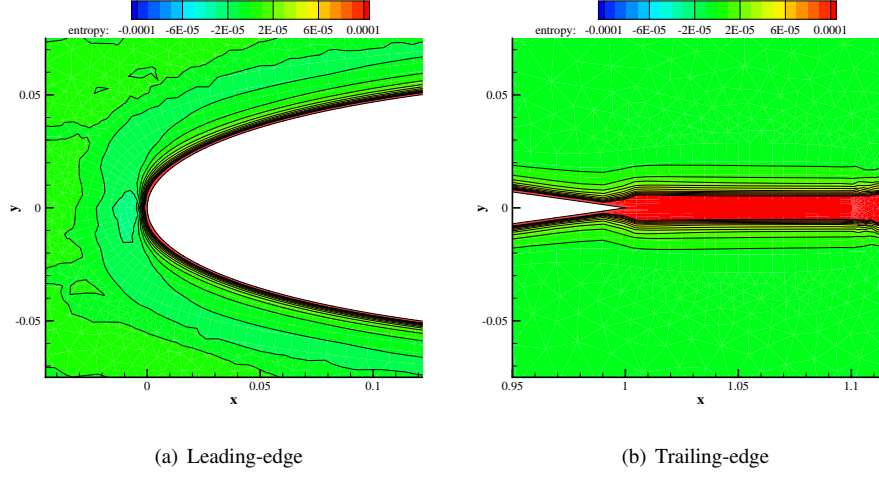 entropy: -0.0001 -6E-05 -2E-05 2E-05 6E-05 0.0001
0.05
0
-0.05
y
0 0.05 0.1
x
(a) Leading-edge
entropy: -0.0001 -6E-05 -2E-05 2E-05 6E-05 0.0001
0.05
0
-0.05
y
0.95 1 1.05 1.1
x
(b) Trailing-edge